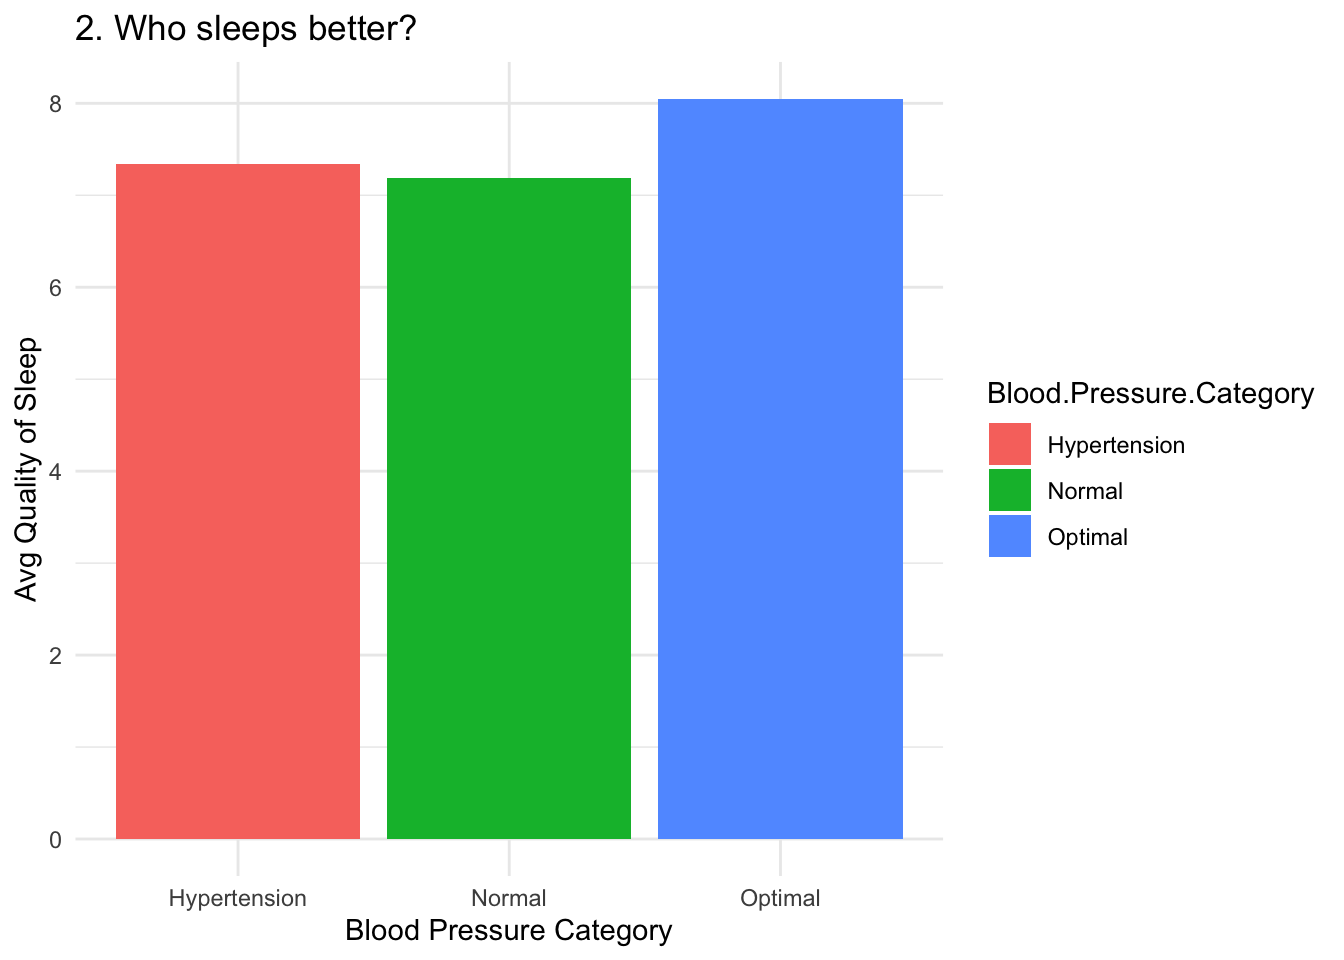 2. Who sleeps better?
8
6
4
2
0
Avg Quality of Sleep
Hypertension Normal Optimal
Blood Pressure Category
Blood.Pressure.Category
Hypertension
Normal
Optimal